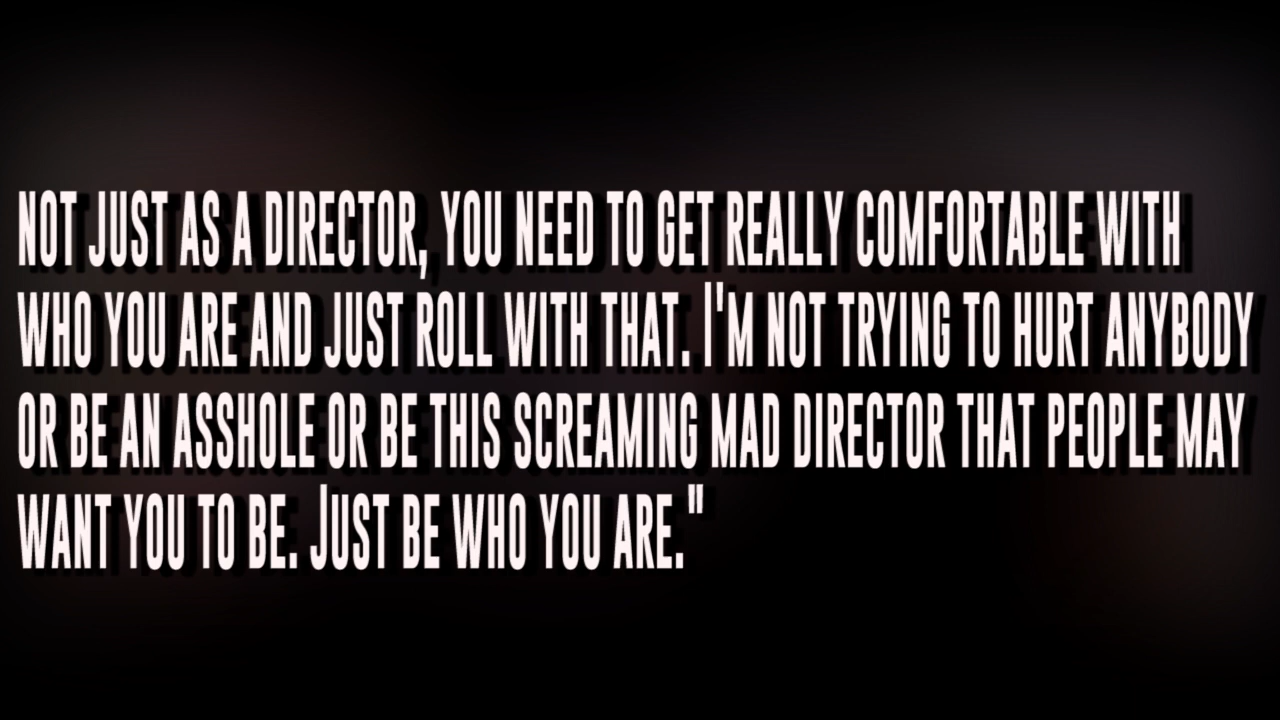 NOT JUST AS A DIRECTOR, YOU NEED TO GET REALLY COMFORTABLE WITH
WHO YOU ARE AND JUST ROLL WITH THAT. I'M NOT TRYING TO HURT ANYBODY
OR BE AN ASSHOLE OR BE THIS SCREAMING MAD DIRECTOR THAT PEOPLE MAY
WANT YOU TO BE. JUST BE WHO YOU ARE."